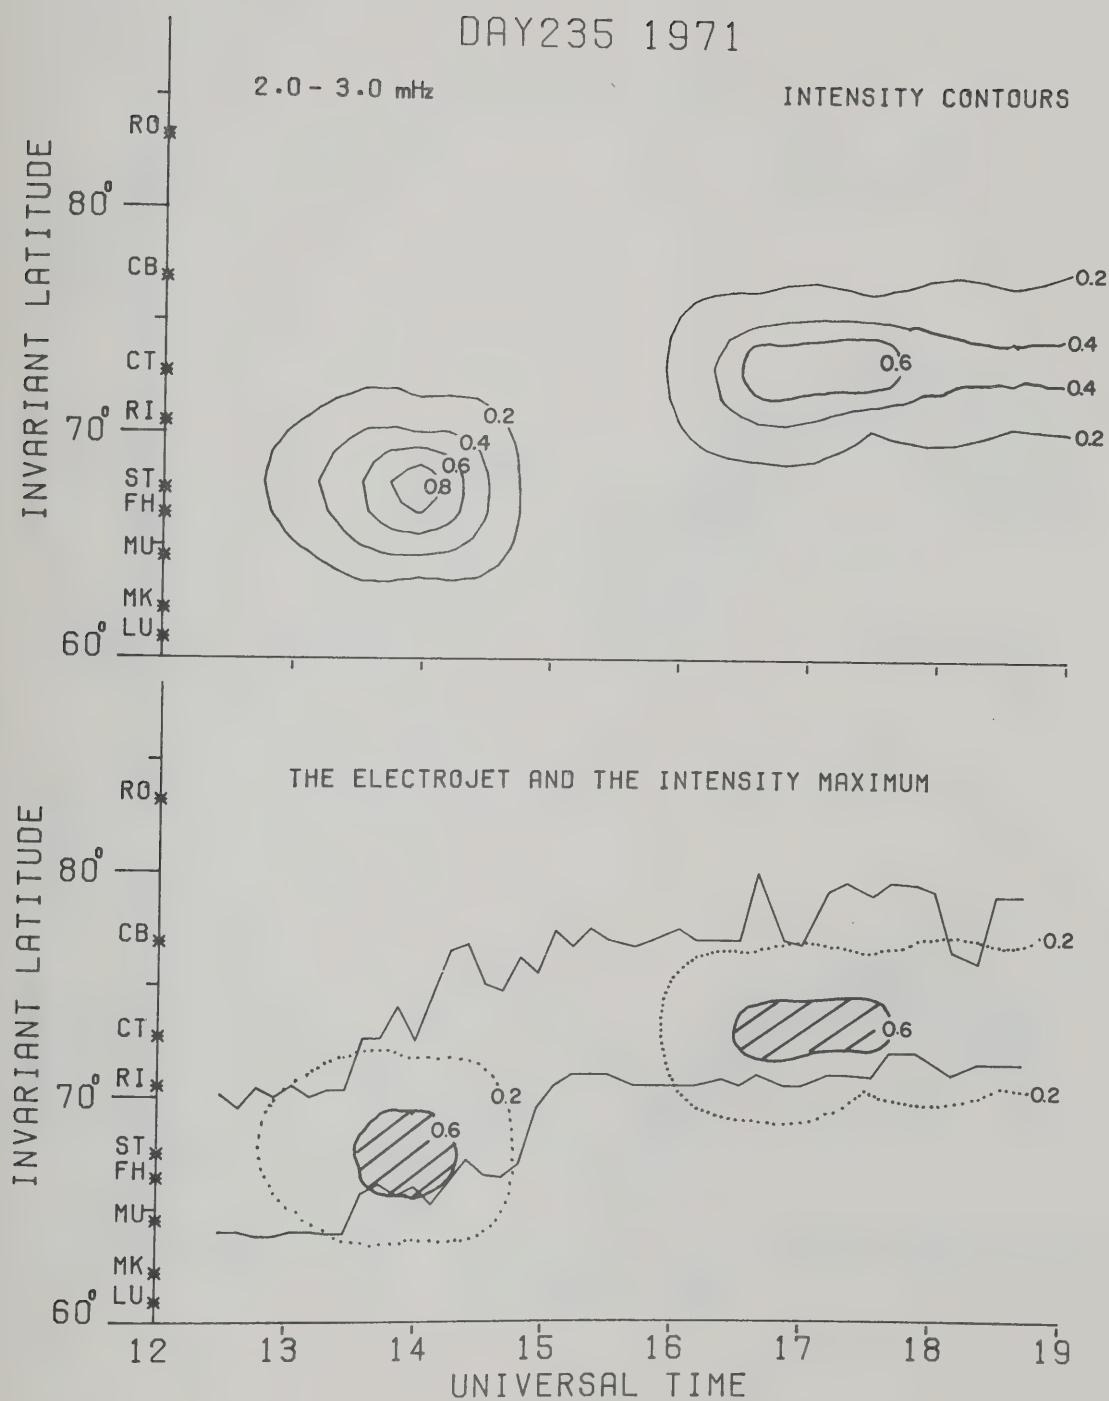 DAY235 1971
2.0 - 3.0 mHz
INTENSITY CONTOURS
INVARIANT LATITUDE
RO
80°
CB
CT
RI
70°
ST
FH
MU
MK
LU
60°
0.2
0.4
0.6
0.8
0.2
0.4
0.6
0.4
0.2
THE ELECTROJET AND THE INTENSITY MAXIMUM
INVARIANT LATITUDE
RO
80°
CB
CT
RI
70°
ST
FH
MU
MK
LU
60°
0.2
0.6
0.2
0.6
0.2
12 13 14 15 16 17 18 19
UNIVERSAL TIME